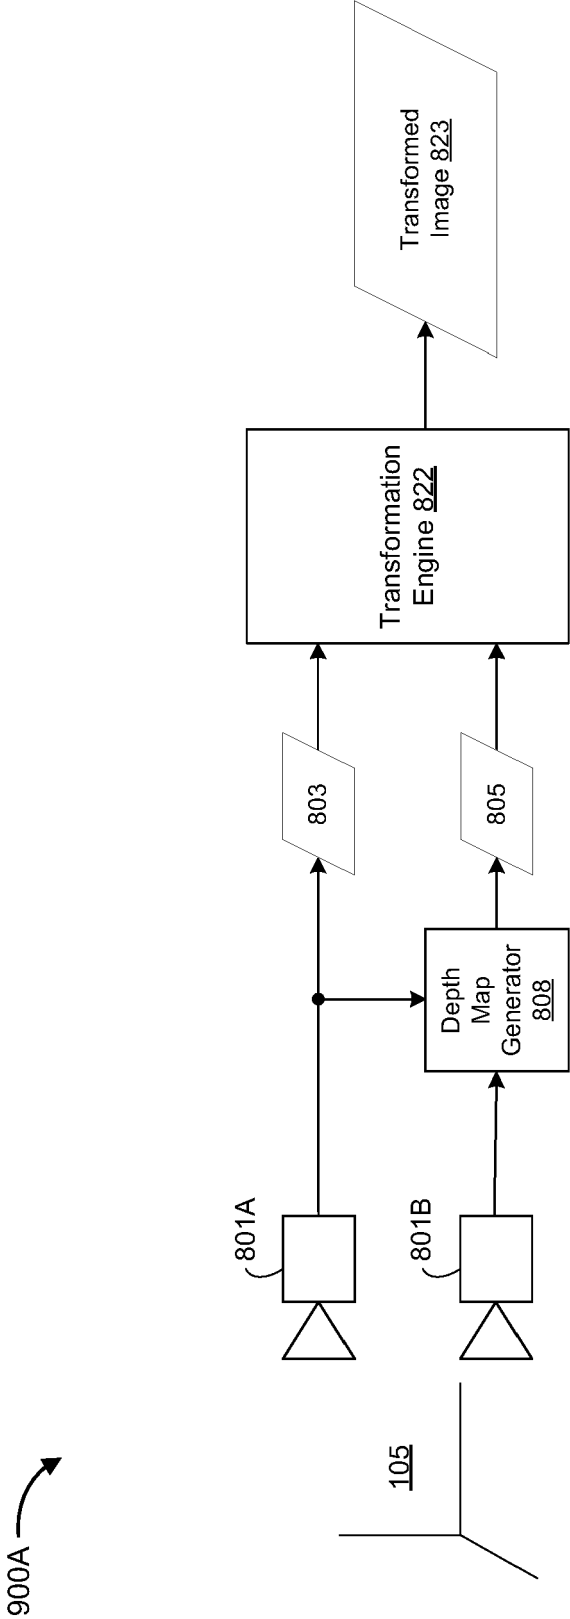 900A
105
801A
801B
Depth
Map
Generator
808
803
805
Transformation
Engine 822
Transformed
Image 823